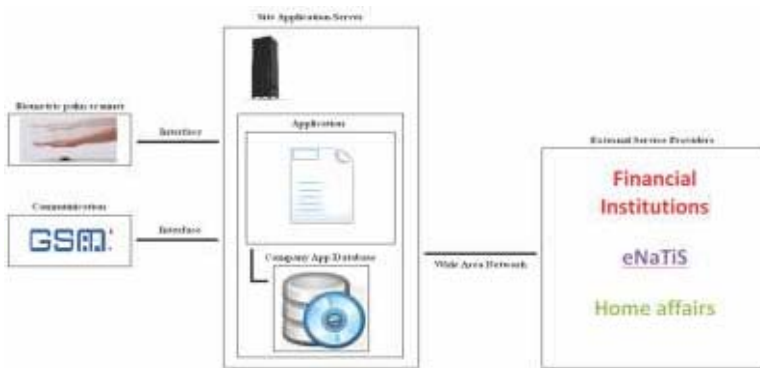 Site Application Server
Biometric palm scanner
Interface
Application
Communication
GSM
Interface
Company App Database
Wide Area Network
External Service Providers
Financial
Institutions
eNaTiS
Home affairs